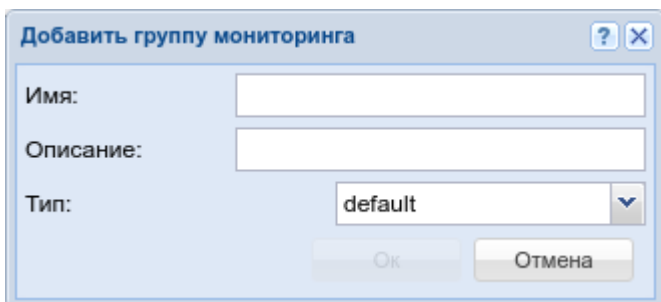 Добавить группу мониторинга ?
Имя:
Описание:
Тип: default
Ок Отмена